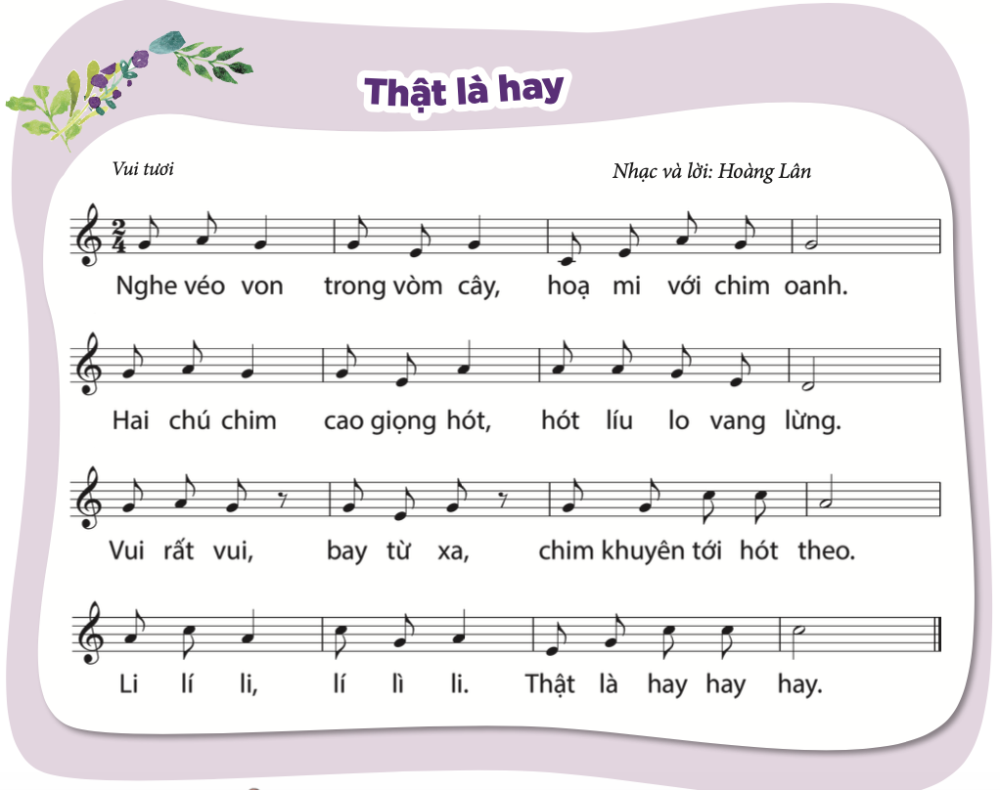 Thật là hay
Vui tươi
Nhạc và lời: Hoàng Lân
2
4
Nghe véo von trong vòm cây, hoạ mi với chim oanh.
Hai chú chim cao giọng hót, hót líu lo vang lừng.
Vui rất vui, bay từ xa, chim khuyên tới hót theo.
Li lí li, lí lì li. Thật là hay hay hay.